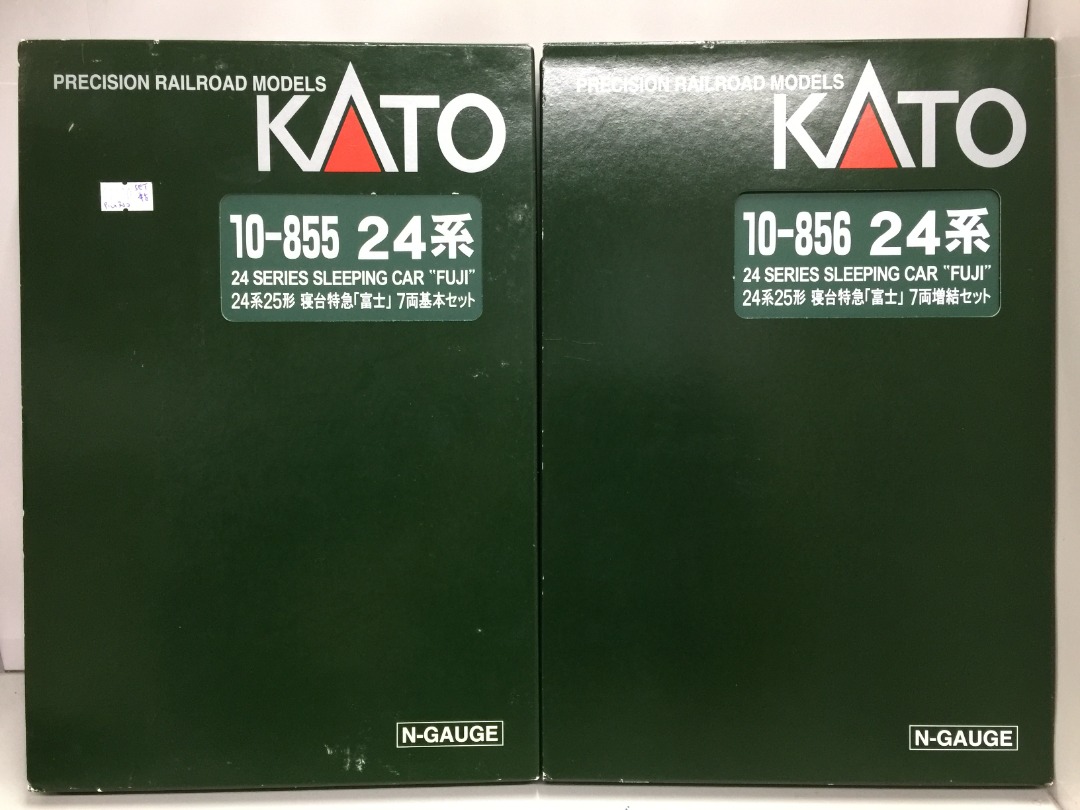 PRECISION RAILROAD MODELS
KATO
SET
10-855 24系
24 SERIES SLEEPING CAR "FUJI"
24系25形 寝台特急「富士」 7両基本セット
N-GAUGE
PRECISION RAILROAD MODELS
KATO
10-856 24系
24 SERIES SLEEPING CAR "FUJI"
24系25形 寝台特急「富士」 7両増結セット
N-GAUGE